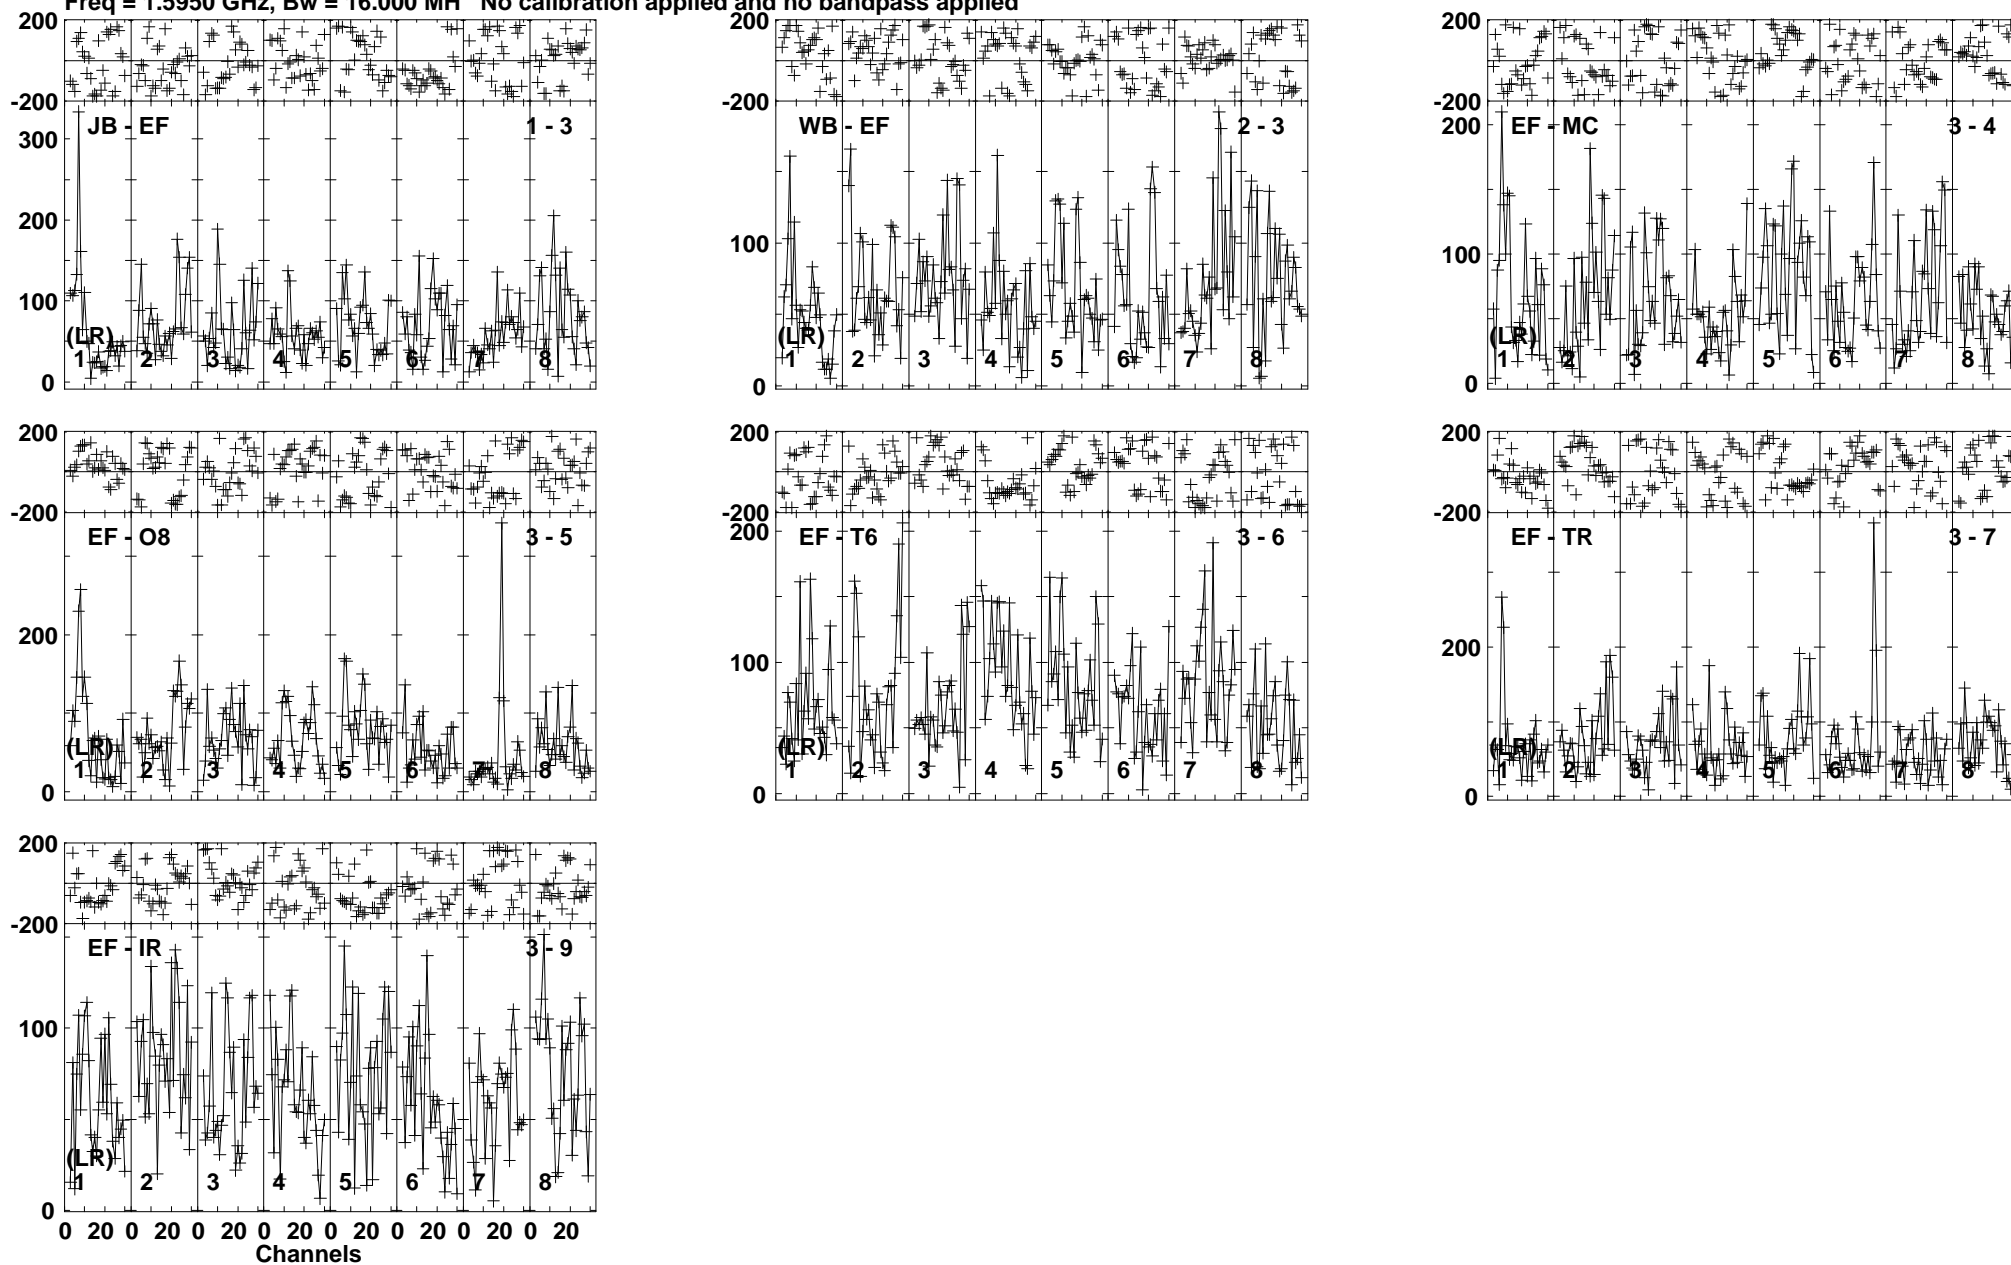 Freq = 1.5950 GHz, Bw = 16.000 MH No calibration applied and no bandpass applied
200
-200
JB - EF
1 - 3
300
200
100
0
(LR)
1 2 3 4 5 6 7 8
200
-200
WB - EF
2 - 3
100
0
(LR)
1 2 3 4 5 6 7 8
200
-200
EF - MC
3 - 4
200
100
0
(LR)
1 2 3 4 5 6 7 8
200
-200
EF - O8
3 - 5
200
0
(LR)
1 2 3 4 5 6 7 8
200
-200
EF - T6
3 - 6
200
100
0
(LR)
1 2 3 4 5 6 7 8
200
-200
EF - TR
3 - 7
200
0
(LR)
1 2 3 4 5 6 7 8
200
-200
EF - IR
3 - 9
100
0
(LR)
1 2 3 4 5 6 7 8
0 20 0 20 0 20 0 20 0 20 0 20 0 20 0 20
Channels